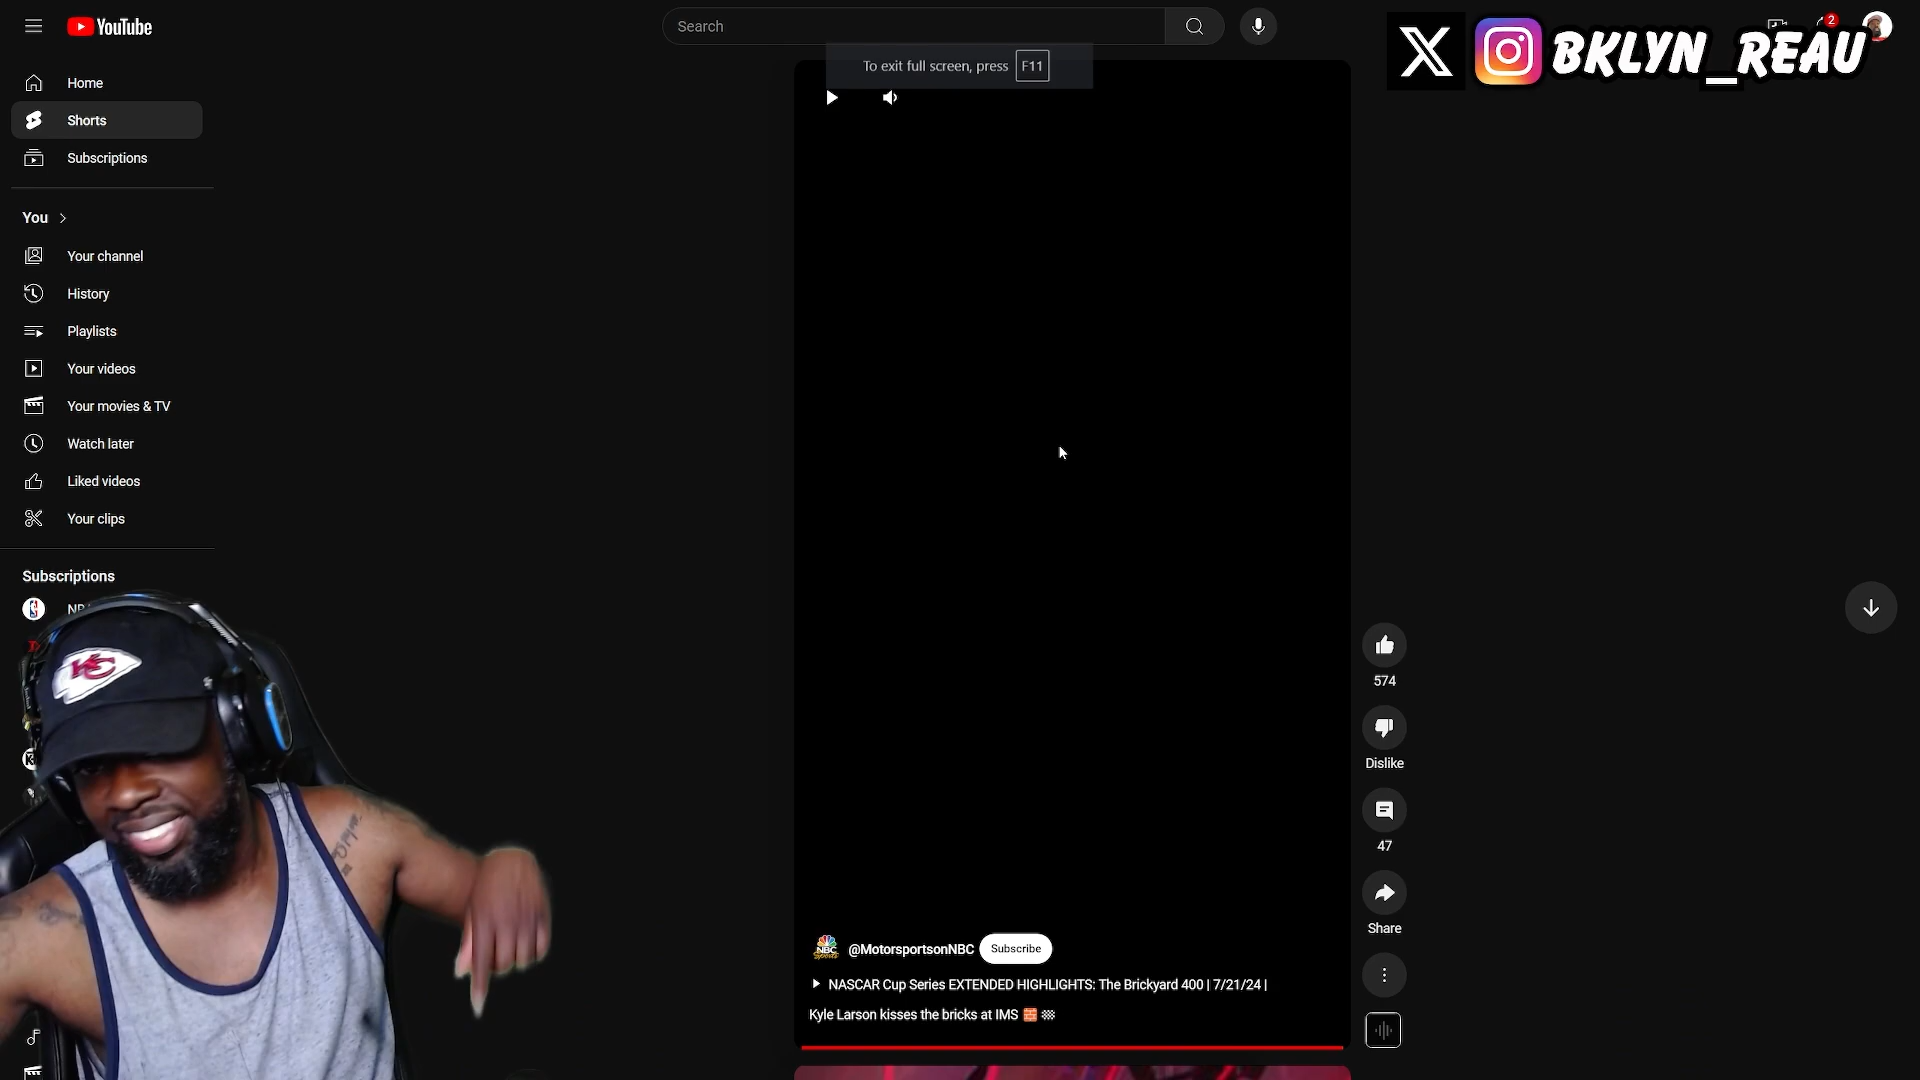 YouTube
Search
2
To exit full screen, press F11
BKLYN_REAU
Home
Shorts
Subscriptions
You
Your channel
History
Playlists
Your videos
Your movies & TV
Watch later
Liked videos
Your clips
Subscriptions
KC
574
Dislike
47
Share
@MotorsportsonNBC Subscribe
NASCAR Cup Series EXTENDED HIGHLIGHTS: The Brickyard 400 | 7/21/24 |
Kyle Larson kisses the bricks at IMS